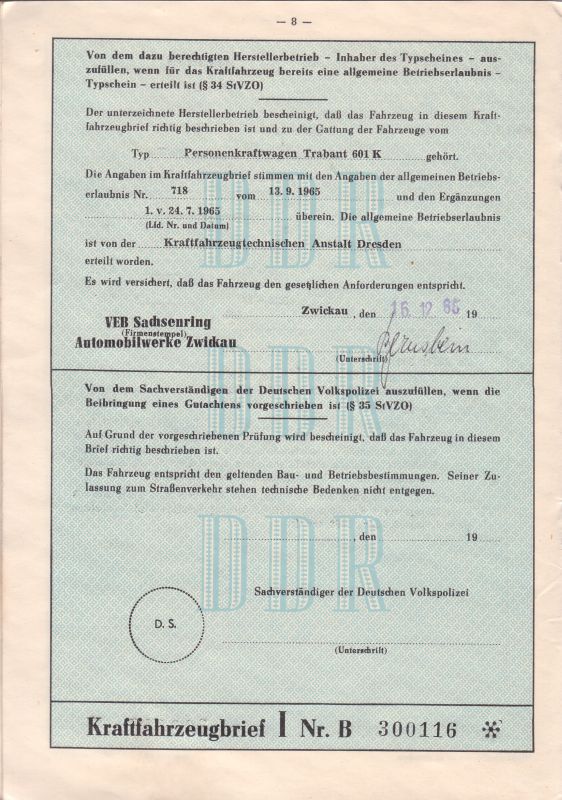 — 8 —
Von dem dazu berechtigten Herstellerbetrieb – Inhaber des Typscheines – aus-
zufüllen, wenn für das Kraftfahrzeug bereits eine allgemeine Betriebserlaubnis –
Typschein – erteilt ist (§ 34 StVZO)
Der unterzeichnete Herstellerbetrieb bescheinigt, daß das Fahrzeug in diesem Kraft-
fahrzeugbrief richtig beschrieben ist und zu der Gattung der Fahrzeuge vom
Typ Personenkraftwagen Trabant 601 K gehört.
Die Angaben im Kraftfahrzeugbrief stimmen mit den Angaben der allgemeinen Betriebs-
erlaubnis Nr. 718 vom 13. 9. 1965 und den Ergänzungen
1. v. 24. 7. 1965 überein. Die allgemeine Betriebserlaubnis
(Lfd. Nr. und Datum)
ist von der Kraftfahrzeugtechnischen Anstalt Dresden
erteilt worden.
Es wird versichert, daß das Fahrzeug den gesetzlichen Anforderungen entspricht.
Zwickau, den 16. 12. 65 19
VEB Sachsenring
(Firmenstempel)
Automobilwerke Zwickau
(Unterschrift)
Von dem Sachverständigen der Deutschen Volkspolizei auszufüllen, wenn die
Beibringung eines Gutachtens vorgeschrieben ist (§ 35 StVZO)
Auf Grund der vorgeschriebenen Prüfung wird bescheinigt, daß das Fahrzeug in diesem
Brief richtig beschrieben ist.
Das Fahrzeug entspricht den geltenden Bau- und Betriebsbestimmungen. Seiner Zu-
lassung zum Straßenverkehr stehen technische Bedenken nicht entgegen.
, den 19
Sachverständiger der Deutschen Volkspolizei
D. S.
(Unterschrift)
DDR
DDR
DDR
Kraftfahrzeugbrief I Nr. B 300116 *